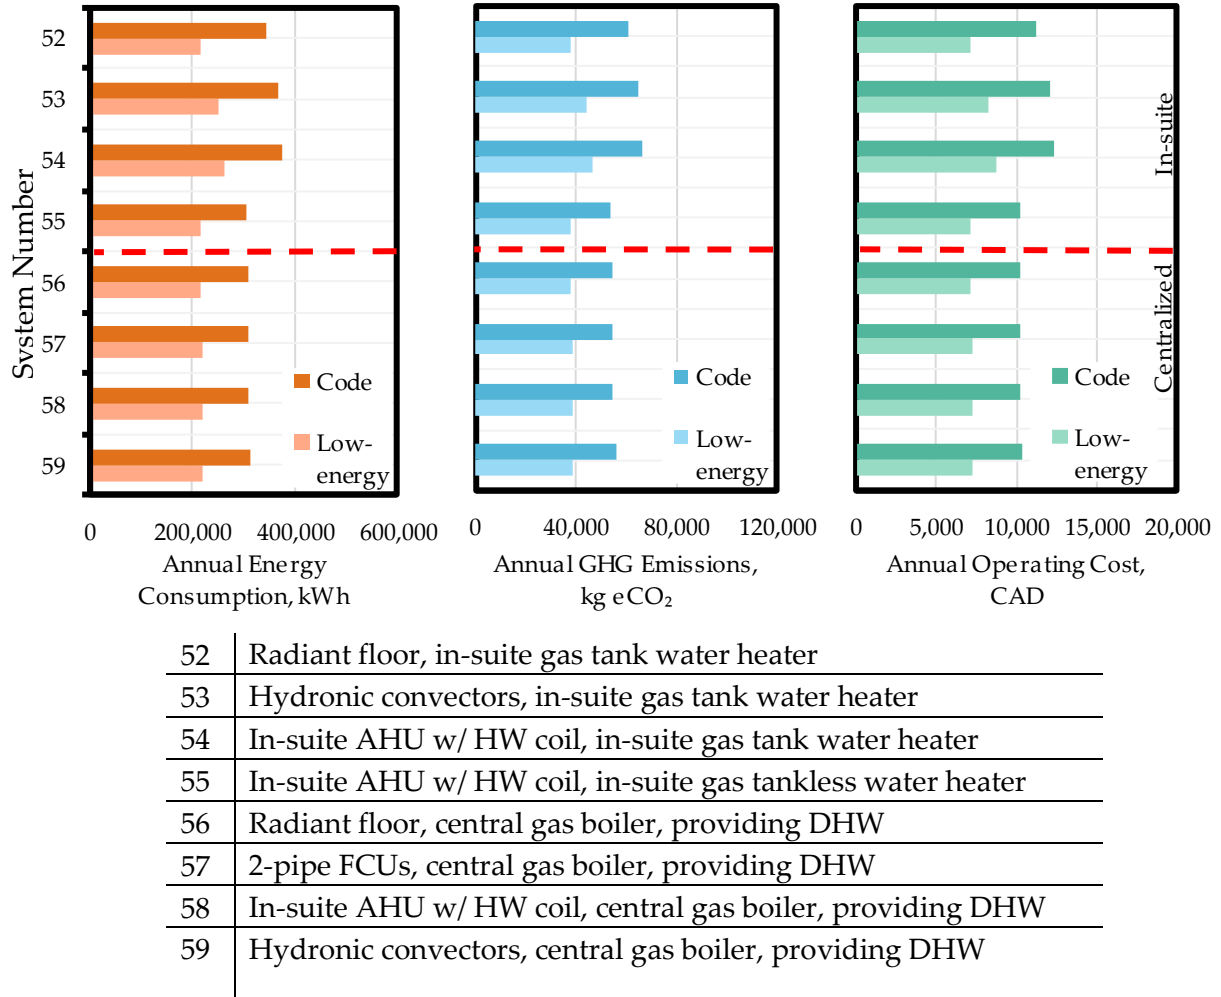 System Number
52
53
54
55
56
57
58
59
Code
Low-
energy
0
200,000
400,000
600,000
Annual Energy
Consumption, kWh
Code
Low-
energy
0
40,000
80,000
120,000
Annual GHG Emissions,
kg eCO₂
In-suite
Centralized
Code
Low-
energy
0
5,000
10,000
15,000
20,000
Annual Operating Cost,
CAD
52 Radiant floor, in-suite gas tank water heater
53 Hydronic convectors, in-suite gas tank water heater
54 In-suite AHU w/ HW coil, in-suite gas tank water heater
55 In-suite AHU w/ HW coil, in-suite gas tankless water heater
56 Radiant floor, central gas boiler, providing DHW
57 2-pipe FCUs, central gas boiler, providing DHW
58 In-suite AHU w/ HW coil, central gas boiler, providing DHW
59 Hydronic convectors, central gas boiler, providing DHW